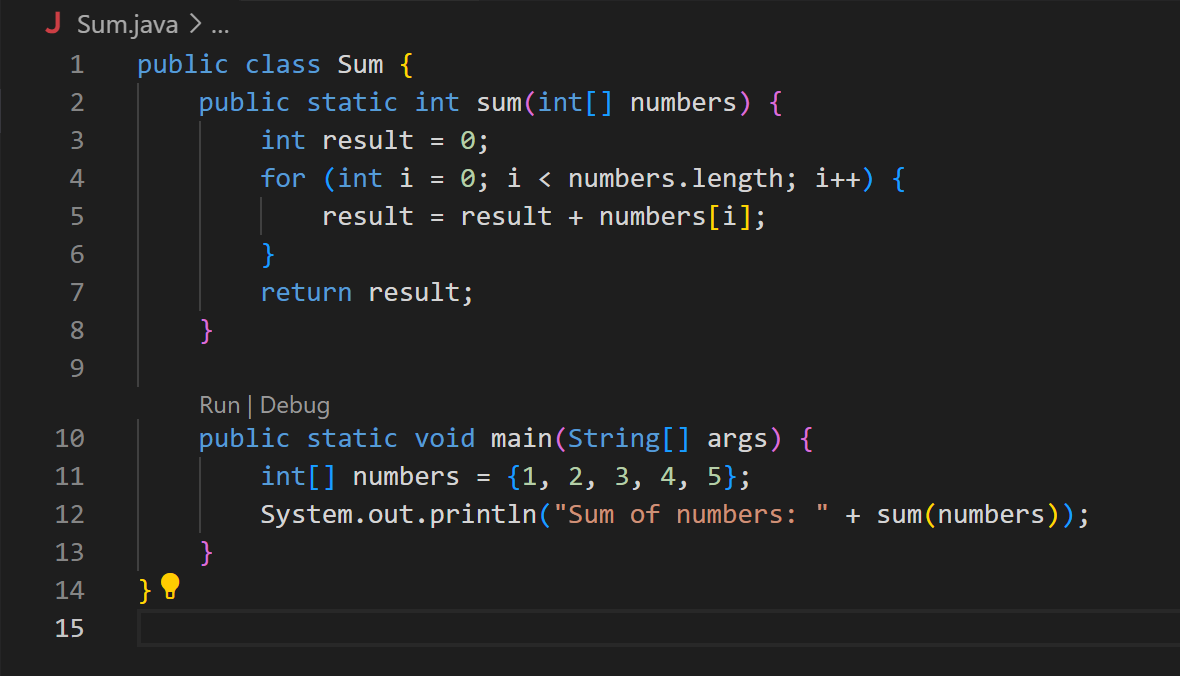 J Sum.java > ...
1 public class Sum {
2     public static int sum(int[] numbers) {
3         int result = 0;
4         for (int i = 0; i < numbers.length; i++) {
5             result = result + numbers[i];
6         }
7         return result;
8     }
9
Run | Debug
10     public static void main(String[] args) {
11         int[] numbers = {1, 2, 3, 4, 5};
12         System.out.println("Sum of numbers: " + sum(numbers));
13     }
14 }
15